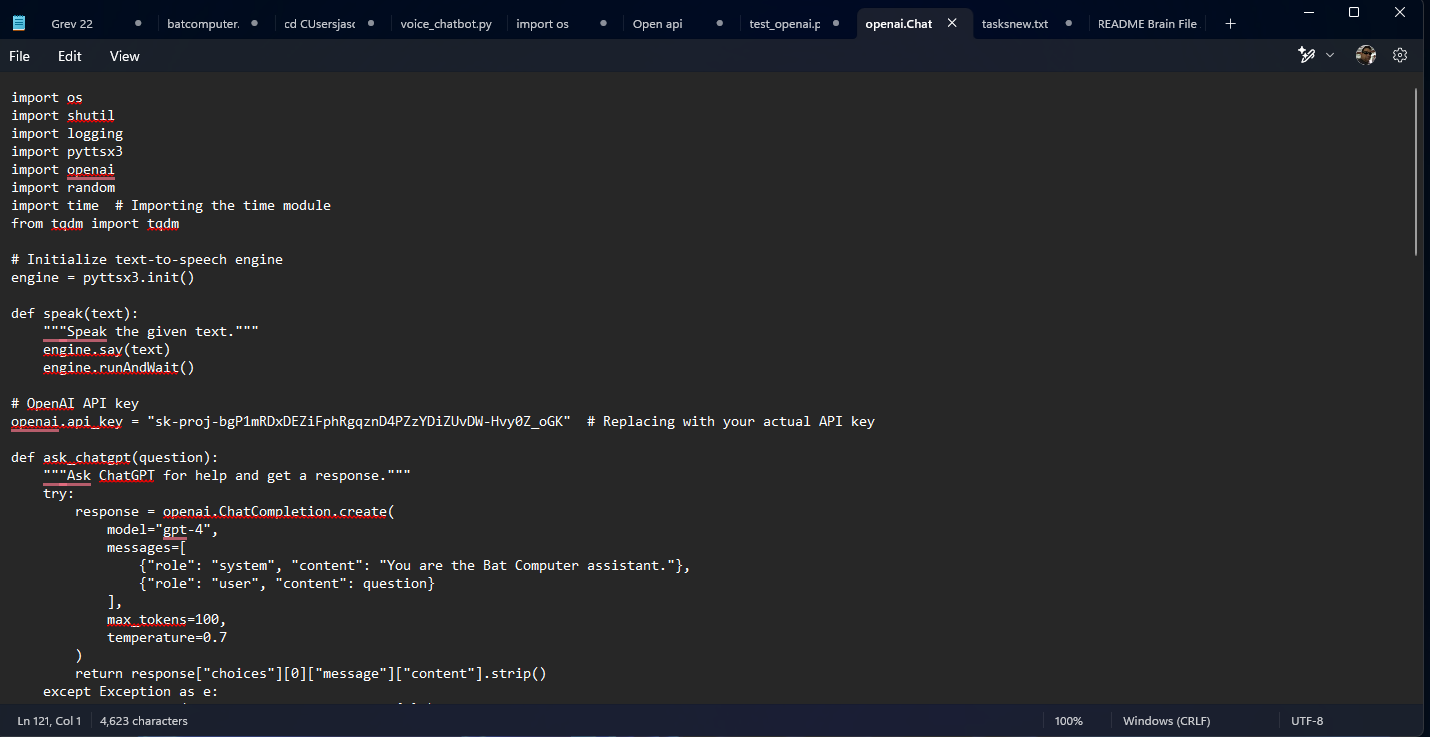 Grev 22
batcomputer.
cd CUsersjasc
voice_chatbot.py
import os
Open api
test_openai.p
openai.Chat
tasksnew.txt
README Brain File
File Edit View
import os
import shutil
import logging
import pyttsx3
import openai
import random
import time  # Importing the time module
from tqdm import tqdm
# Initialize text-to-speech engine
engine = pyttsx3.init()
def speak(text):
"""Speak the given text."""
engine.say(text)
engine.runAndWait()
# OpenAI API key
openai.api_key = "sk-proj-bgP1mRDxDEZiFphRgqznD4PZzYDiZUvDW-Hvy0Z_oGK"  # Replacing with your actual API key
def ask_chatgpt(question):
"""Ask ChatGPT for help and get a response."""
try:
response = openai.ChatCompletion.create(
model="gpt-4",
messages=[
{"role": "system", "content": "You are the Bat Computer assistant."},
{"role": "user", "content": question}
],
max_tokens=100,
temperature=0.7
)
return response["choices"][0]["message"]["content"].strip()
except Exception as e:
Ln 121, Col 1
4,623 characters
100%
Windows (CRLF)
UTF-8